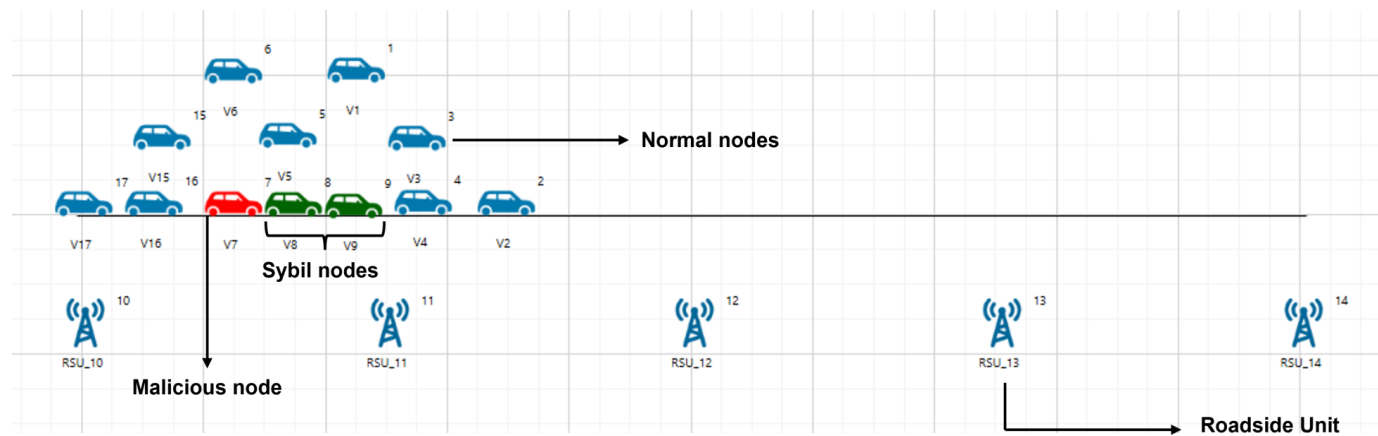 6
1
V6
V1
15
5
3
Normal nodes
V15
V5
V3
17
16
7
8
9
4
2
V17
V16
V7
V8
V9
V4
V2
Sybil nodes
10
11
12
13
14
RSU_10
RSU_11
RSU_12
RSU_13
RSU_14
Malicious node
Roadside Unit